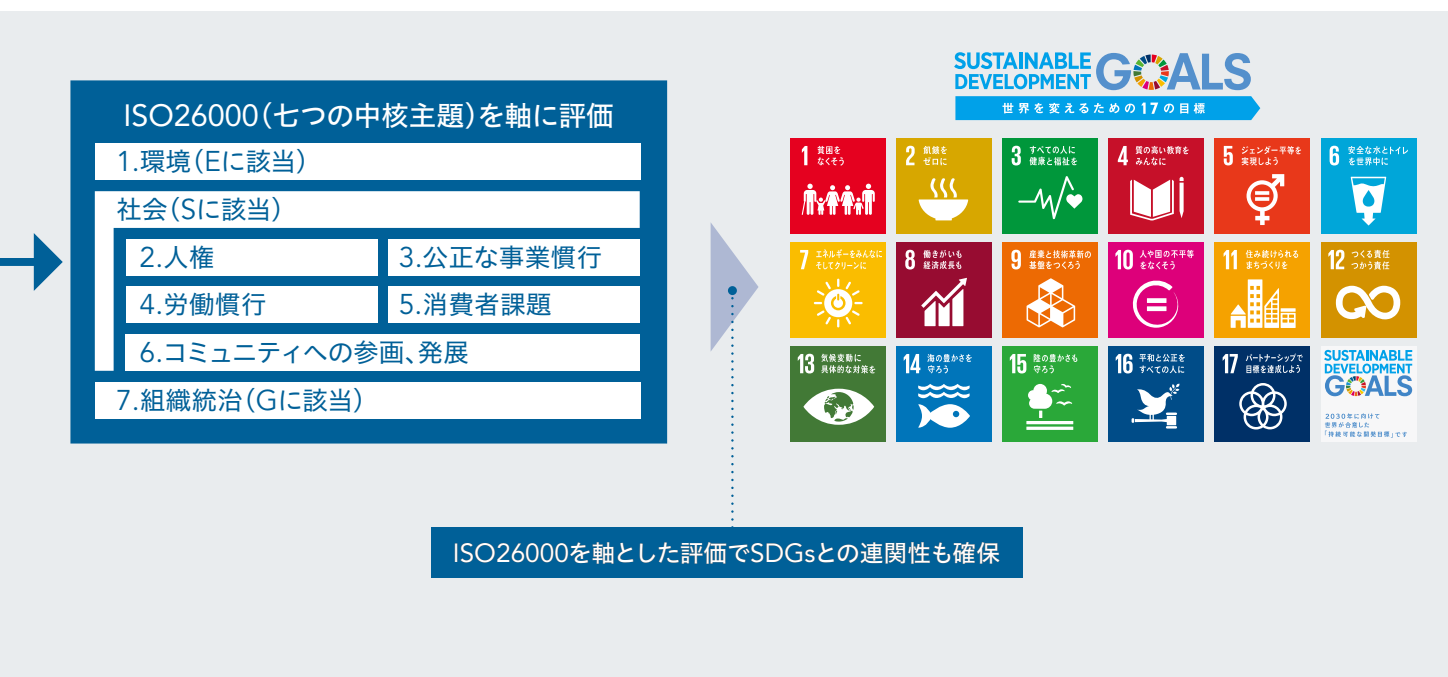 ISO26000(七つの中核主題)を軸に評価
1.環境(Eに該当)
社会(Sに該当)
2.人権
3.公正な事業慣行
4.労働慣行
5.消費者課題
6.コミュニティへの参画、発展
7.組織統治(Gに該当)
SUSTAINABLE
DEVELOPMENT
GOALS
世界を変えるための17の目標
1 貧困を
なくそう
2 飢餓を
ゼロに
3 すべての人に
健康と福祉を
4 質の高い教育を
みんなに
5 ジェンダー平等を
実現しよう
6 安全な水とトイレ
を世界中に
7 エネルギーをみんなに
そしてクリーンに
8 働きがいも
経済成長も
9 産業と技術革新の
基盤をつくろう
10 人や国の不平等
をなくそう
11 住み続けられる
まちづくりを
12 つくる責任
つかう責任
13 気候変動に
具体的な対策を
14 海の豊かさを
守ろう
15 陸の豊かさも
守ろう
16 平和と公正を
すべての人に
17 パートナーシップで
目標を達成しよう
SUSTAINABLE
DEVELOPMENT
GOALS
2030年に向けて
世界が合意した
「持続可能な開発目標」です
ISO26000を軸とした評価でSDGsとの連関性も確保